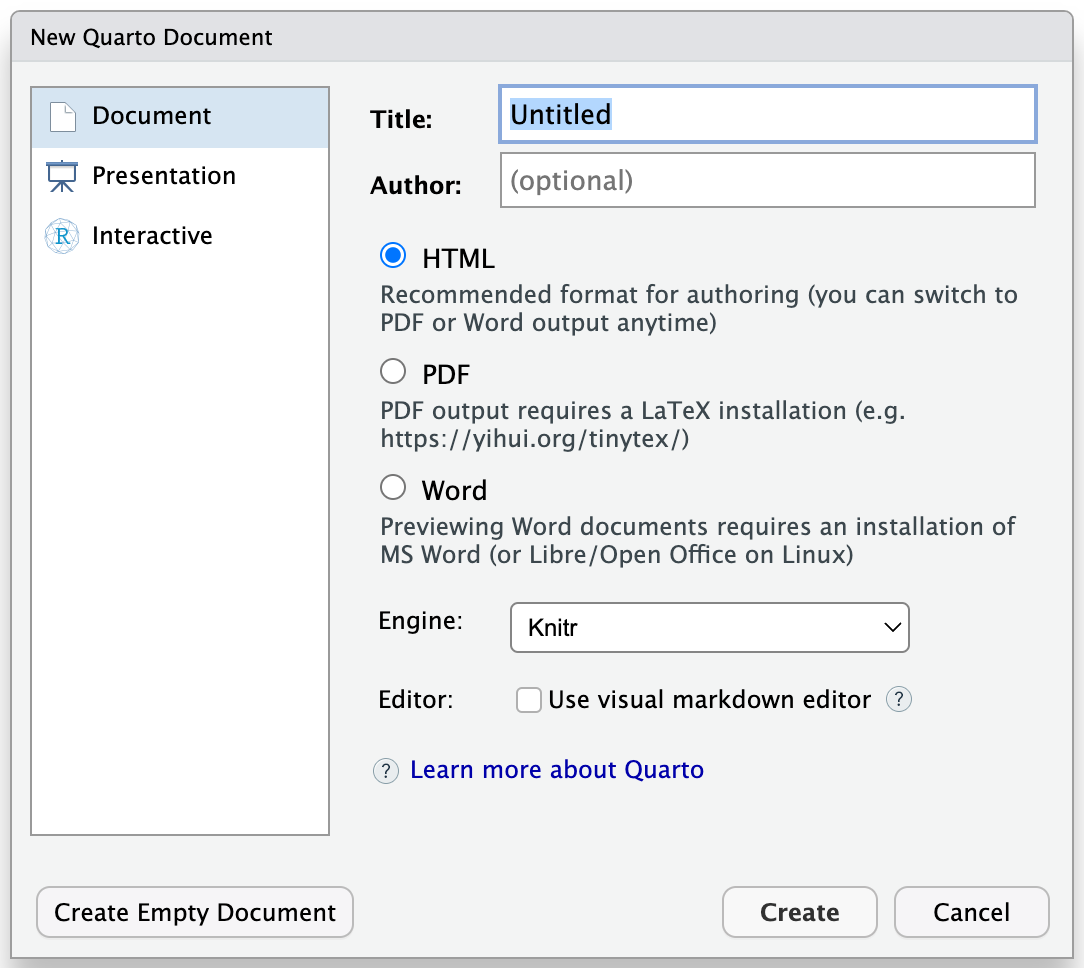 New Quarto Document
Document
Presentation
R Interactive
Title: Untitled
Author: (optional)
HTML
Recommended format for authoring (you can switch to
PDF or Word output anytime)
PDF
PDF output requires a LaTeX installation (e.g.
https://yihui.org/tinytex/)
Word
Previewing Word documents requires an installation of
MS Word (or Libre/Open Office on Linux)
Engine: Knitr
Editor: Use visual markdown editor ?
? Learn more about Quarto
Create Empty Document Create Cancel